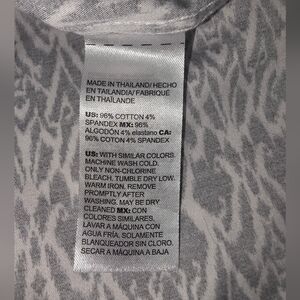 MADE IN THAILAND/ HECHO
EN TAILANDIA/ FABRIQUÉ
EN THAÏLANDE
US: 96% COTTON 4%
SPANDEX MX: 96%
ALGODÓN 4% elastano CA:
96% COTON 4% SPANDEX
US: WITH SIMILAR COLORS.
MACHINE WASH COLD.
ONLY NON-CHLORINE
BLEACH. TUMBLE DRY LOW.
WARM IRON. REMOVE
PROMPTLY AFTER
WASHING. MAY BE DRY
CLEANED MX: CON
COLORES SIMILARES.
LAVAR A MÁQUINA CON
AGUA FRÍA. SOLAMENTE
BLANQUEADOR SIN CLORO.
SECAR A MÁQUINA A BAJA